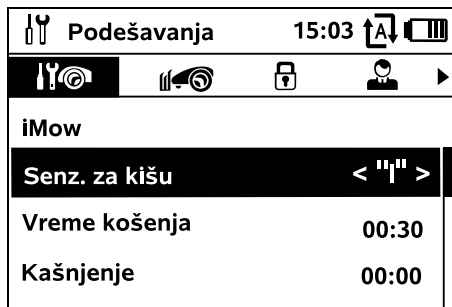 Podešavanja 15:03 A
iMow
Senz. za kišu < "I" >
Vreme košenja 00:30
Kašnjenje 00:00